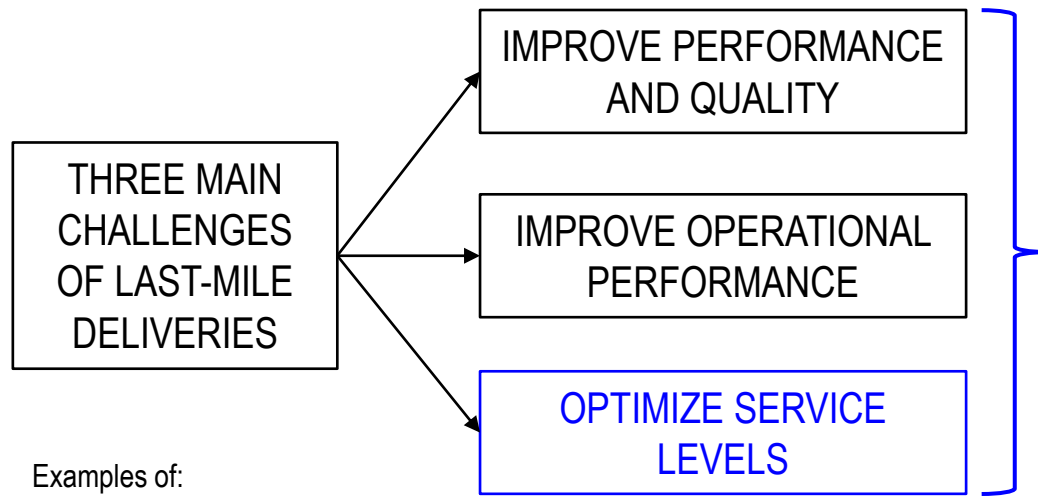 THREE MAIN
CHALLENGES
OF LAST-MILE
DELIVERIES
IMPROVE PERFORMANCE
AND QUALITY
IMPROVE OPERATIONAL
PERFORMANCE
OPTIMIZE SERVICE
LEVELS
Examples of: